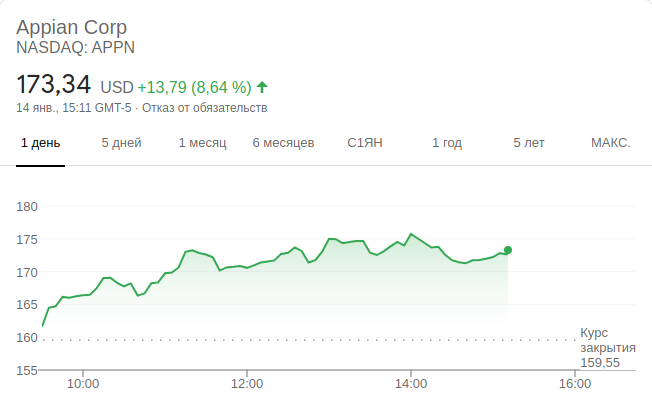 Appian Corp
NASDAQ: APPN
173,34 USD +13,79 (8,64 %)
14 янв., 15:11 GMT-5 · Отказ от обязательств
1 день 5 дней 1 месяц 6 месяцев С1ЯН 1 год 5 лет МАКС.
180
175
170
165
160
155
Курс
закрытия
159,55
10:00 12:00 14:00 16:00